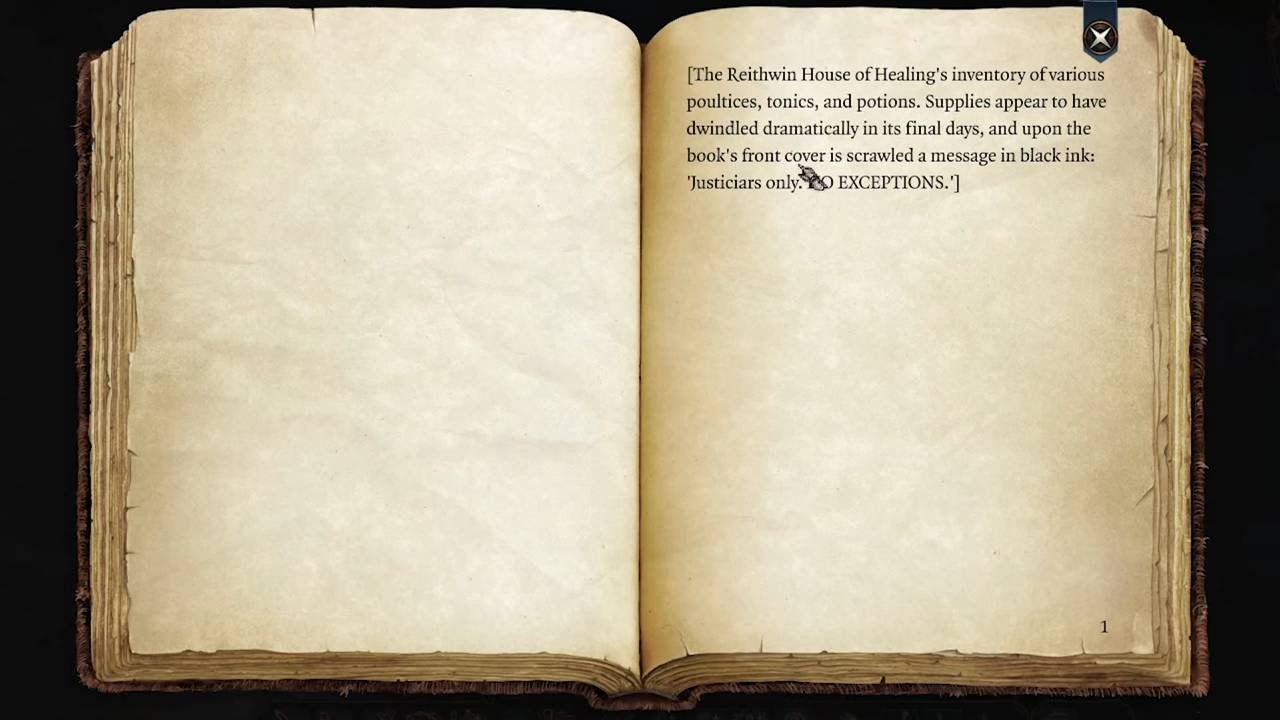 [The Reithwin House of Healing's inventory of various
poultices, tonics, and potions. Supplies appear to have
dwindled dramatically in its final days, and upon the
book's front cover is scrawled a message in black ink:
'Justiciars only. NO EXCEPTIONS.']
1